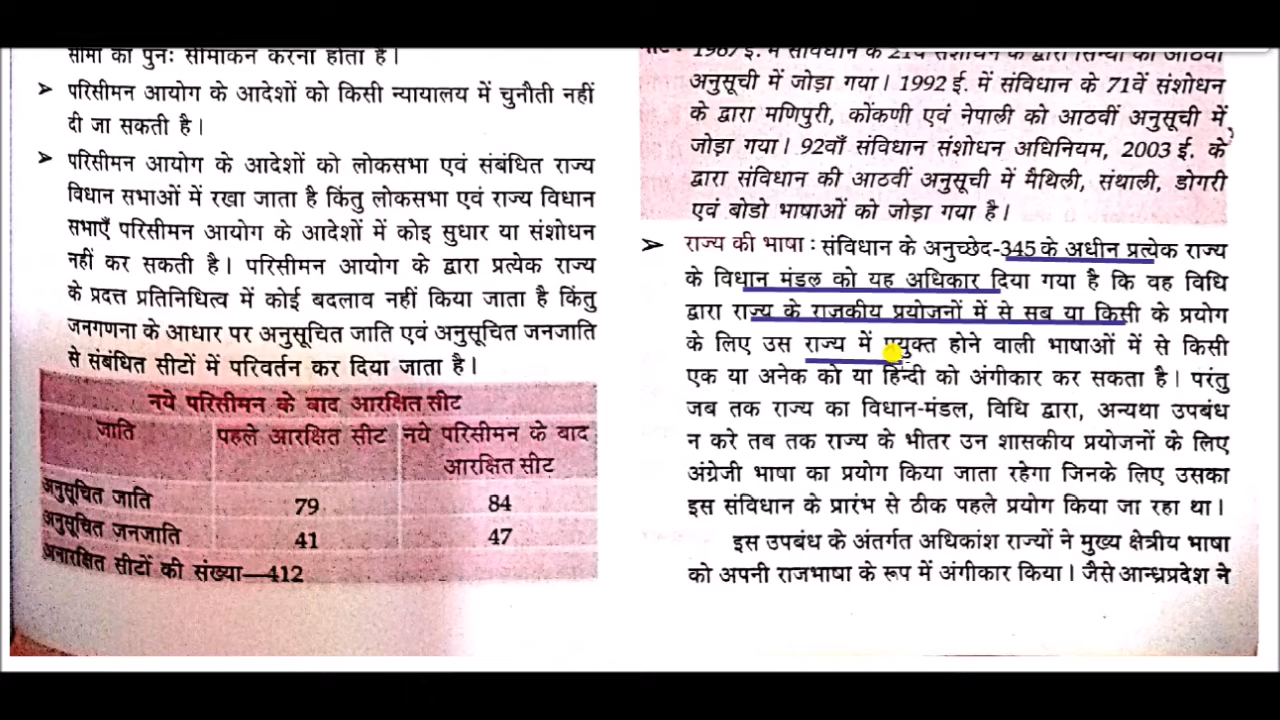 सीमा का पुनः सीमांकन करना होता है।
➤ परिसीमन आयोग के आदेशों को किसी न्यायालय में चुनौती नहीं
दी जा सकती है।
➤ परिसीमन आयोग के आदेशों को लोकसभा एवं संबंधित राज्य
विधान सभाओं में रखा जाता है किंतु लोकसभा एवं राज्य विधान
सभाएँ परिसीमन आयोग के आदेशों में कोइ सुधार या संशोधन
नहीं कर सकती है। परिसीमन आयोग के द्वारा प्रत्येक राज्य
के प्रदत्त प्रतिनिधित्व में कोई बदलाव नहीं किया जाता है किंतु
जनगणना के आधार पर अनुसूचित जाति एवं अनुसूचित जनजाति
से संबंधित सीटों में परिवर्तन कर दिया जाता है।
नये परिसीमन के बाद आरक्षित सीट
जाति पहले आरक्षित सीट नये परिसीमन के बाद
आरक्षित सीट
अनुसूचित जाति 79 84
अनुसूचित जनजाति 41 47
अनारक्षित सीटों की संख्या—412
1967 ई. में संविधान के 21वें संशोधन के द्वारा सिन्धी को आठवीं
अनुसूची में जोड़ा गया। 1992 ई. में संविधान के 71वें संशोधन
के द्वारा मणिपुरी, कोंकणी एवं नेपाली को आठवीं अनुसूची में
जोड़ा गया। 92वाँ संविधान संशोधन अधिनियम, 2003 ई. के
द्वारा संविधान की आठवीं अनुसूची में मैथिली, संथाली, डोगरी
एवं बोडो भाषाओं को जोड़ा गया है।
➤ राज्य की भाषा : संविधान के अनुच्छेद-345 के अधीन प्रत्येक राज्य
के विधान मंडल को यह अधिकार दिया गया है कि वह विधि
द्वारा राज्य के राजकीय प्रयोजनों में से सब या किसी के प्रयोग
के लिए उस राज्य में प्रयुक्त होने वाली भाषाओं में से किसी
एक या अनेक को या हिन्दी को अंगीकार कर सकता है। परंतु
जब तक राज्य का विधान-मंडल, विधि द्वारा, अन्यथा उपबंध
न करे तब तक राज्य के भीतर उन शासकीय प्रयोजनों के लिए
अंग्रेजी भाषा का प्रयोग किया जाता रहेगा जिनके लिए उसका
इस संविधान के प्रारंभ से ठीक पहले प्रयोग किया जा रहा था।
इस उपबंध के अंतर्गत अधिकांश राज्यों ने मुख्य क्षेत्रीय भाषा
को अपनी राजभाषा के रूप में अंगीकार किया। जैसे आन्ध्रप्रदेश ने